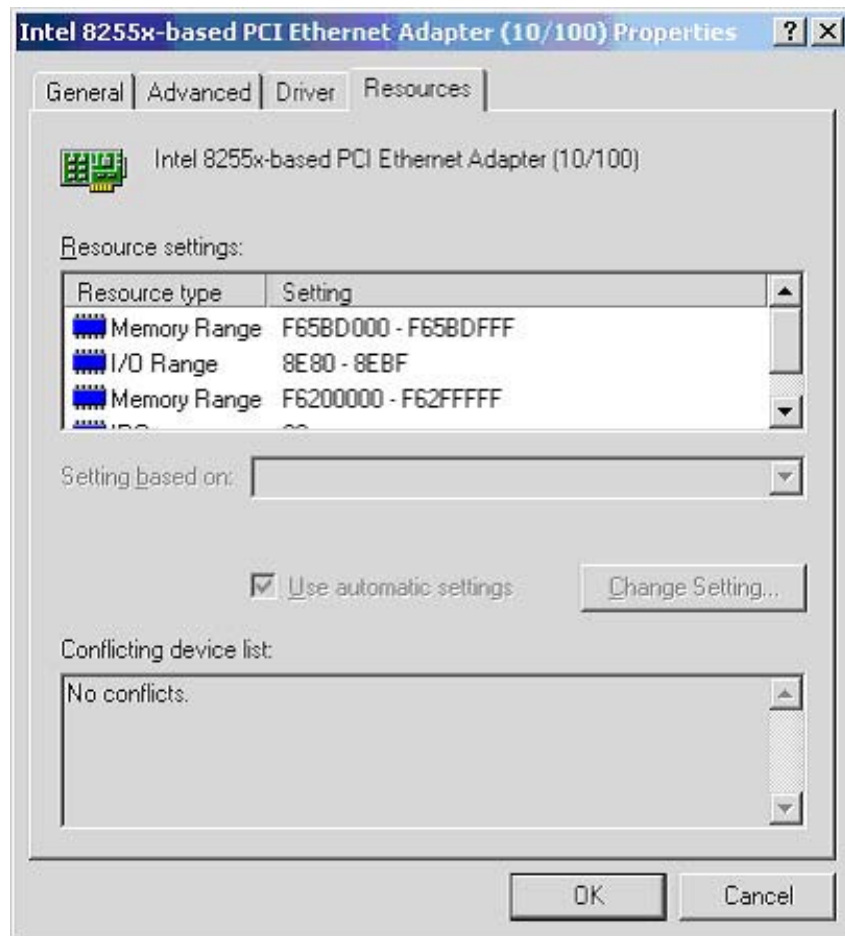 Intel 8255x-based PCI Ethernet Adapter (10/100) Properties
General Advanced Driver Resources
Intel 8255x-based PCI Ethernet Adapter (10/100)
Resource settings:
Resource type Setting
Memory Range F65BD000 - F65BDFFF
I/O Range 8E80 - 8EBF
Memory Range F6200000 - F62FFFFF
Setting based on:
Use automatic settings Change Setting...
Conflicting device list:
No conflicts.
OK Cancel